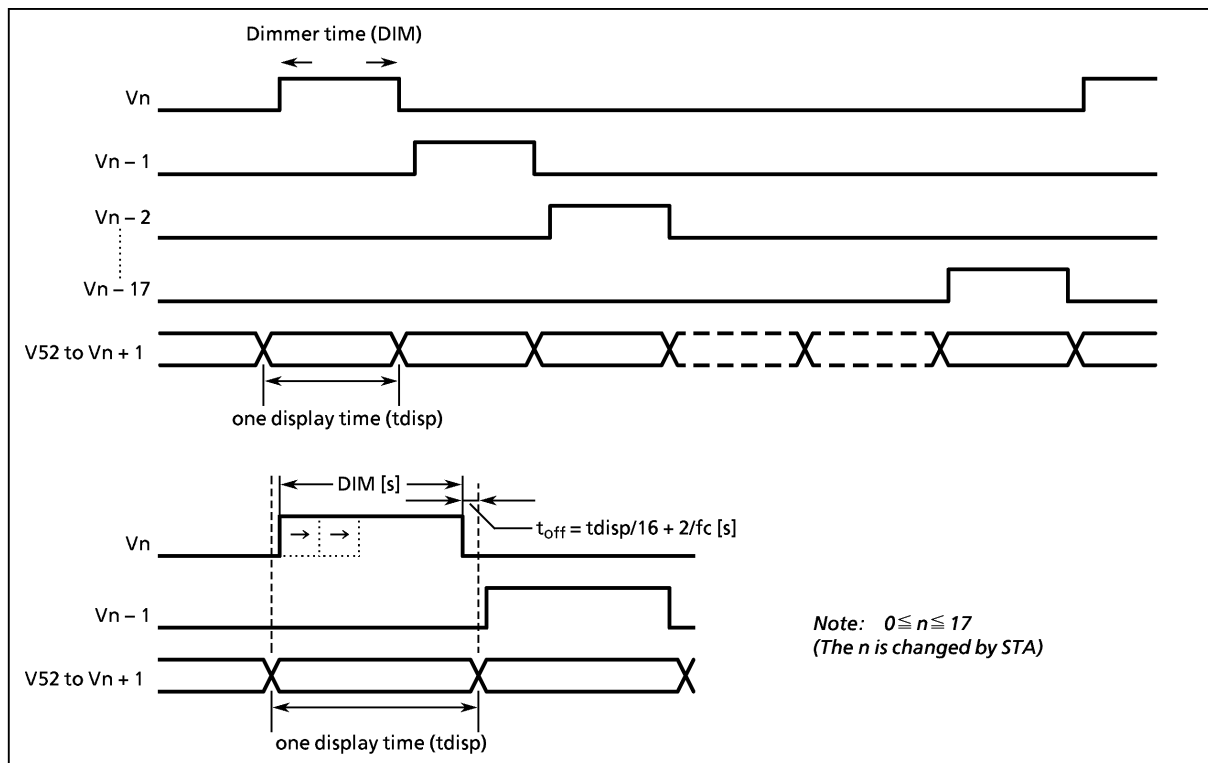 Dimmer time (DIM)
Vn
Vn – 1
Vn – 2
Vn – 17
V52 to Vn + 1
one display time (tdisp)
DIM [s]
toff = tdisp/16 + 2/fc [s]
Vn
Vn – 1
Note: 0≦n≦17
(The n is changed by STA)
V52 to Vn + 1
one display time (tdisp)